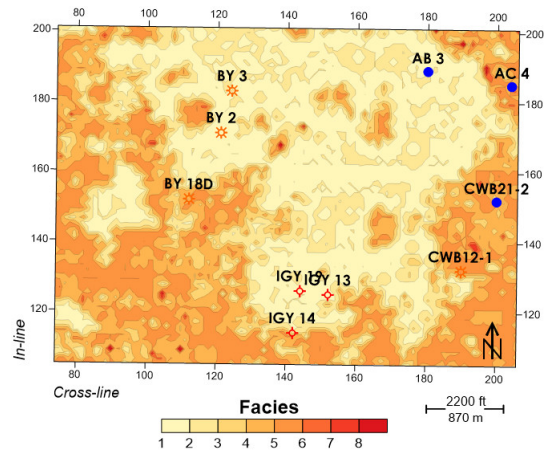 80 100 120 140 160 180 200
200 200
AB 3
BY 3 AC 4
180 180
BY 2
160 160
BY 18D CWB21-2
140 140
CWB12-1
IGY 19 IGY 13
120 120
IGY 14
In-line
N
80 100 120 140 160 180 200
Cross-line
Facies
2200 ft
870 m
1 2 3 4 5 6 7 8